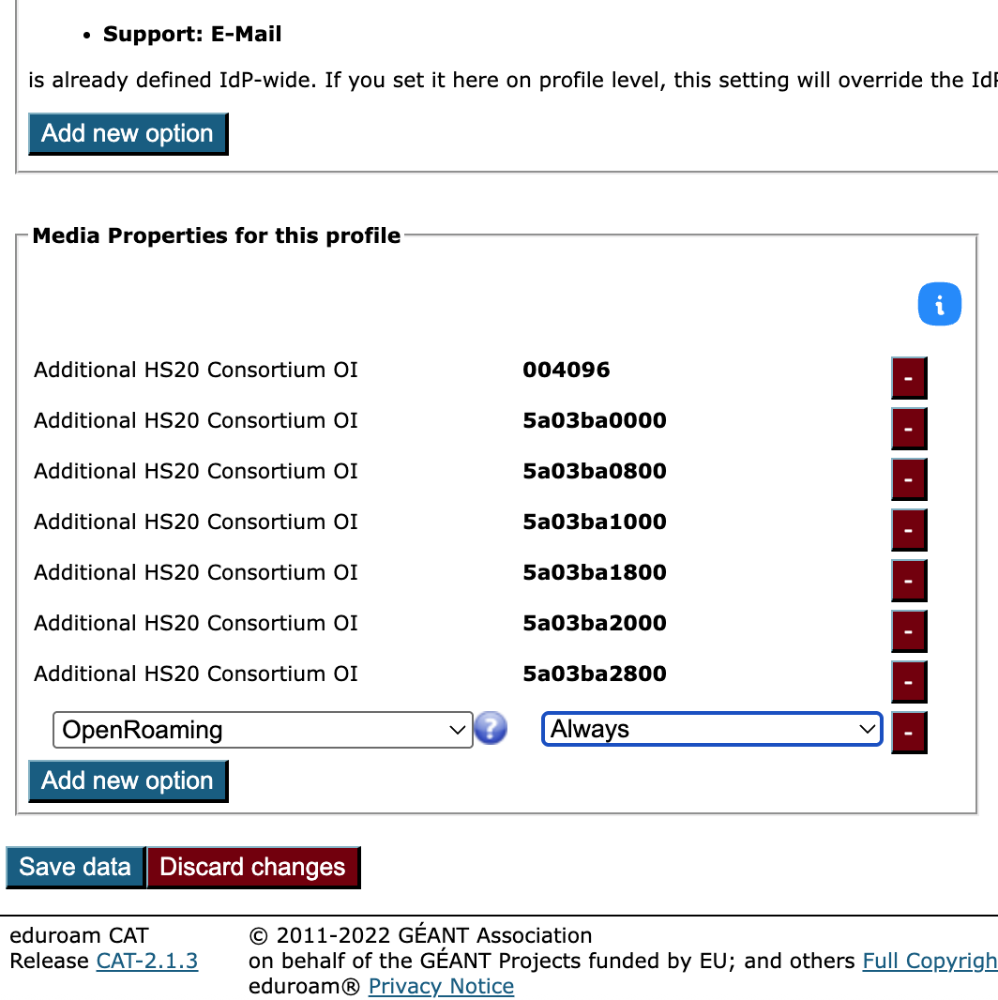 • Support: E-Mail
is already defined IdP-wide. If you set it here on profile level, this setting will override the IdP
Add new option
Media Properties for this profile
i
Additional HS20 Consortium OI 004096 -
Additional HS20 Consortium OI 5a03ba0000 -
Additional HS20 Consortium OI 5a03ba0800 -
Additional HS20 Consortium OI 5a03ba1000 -
Additional HS20 Consortium OI 5a03ba1800 -
Additional HS20 Consortium OI 5a03ba2000 -
Additional HS20 Consortium OI 5a03ba2800 -
OpenRoaming ? Always -
Add new option
Save data Discard changes
eduroam CAT © 2011-2022 GÉANT Association
Release CAT-2.1.3 on behalf of the GÉANT Projects funded by EU; and others Full Copyrigh
eduroam® Privacy Notice